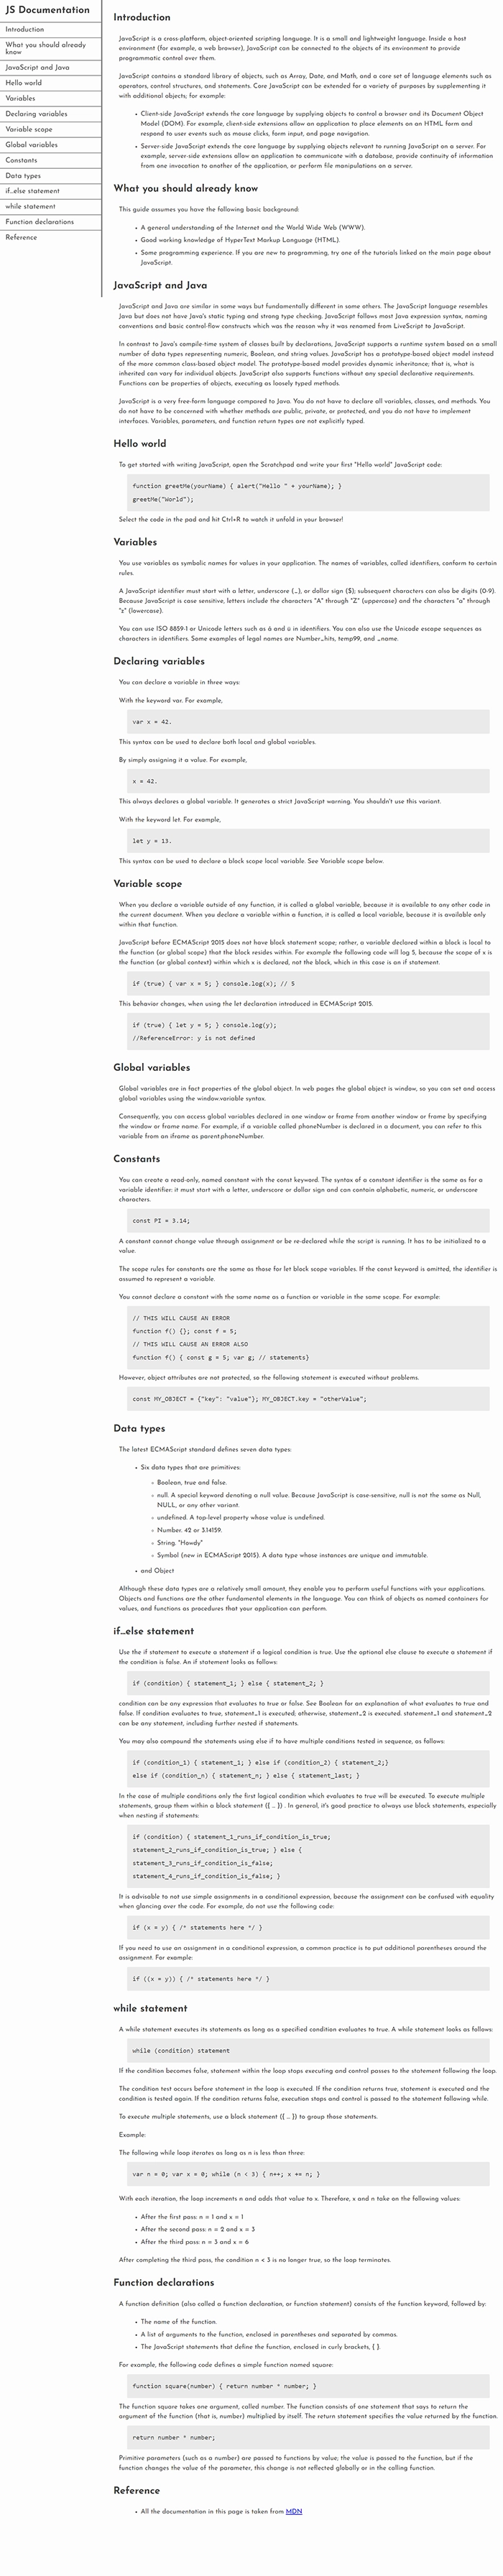 JS Documentation
Introduction
What you should already
know
JavaScript and Java
Hello world
Variables
Declaring variables
Variable scope
Global variables
Constants
Data types
if...else statement
while statement
Function declarations
Reference
Introduction
JavaScript is a cross-platform, object-oriented scripting language. It is a small and lightweight language. Inside a host
environment (for example, a web browser), JavaScript can be connected to the objects of its environment to provide
programmatic control over them.
JavaScript contains a standard library of objects, such as Array, Date, and Math, and a core set of language elements such as
operators, control structures, and statements. Core JavaScript can be extended for a variety of purposes by supplementing it
with additional objects; for example:
• Client-side JavaScript extends the core language by supplying objects to control a browser and its Document Object
Model (DOM). For example, client-side extensions allow an application to place elements on an HTML form and
respond to user events such as mouse clicks, form input, and page navigation.
• Server-side JavaScript extends the core language by supplying objects relevant to running JavaScript on a server. For
example, server-side extensions allow an application to communicate with a database, provide continuity of information
from one invocation to another of the application, or perform file manipulations on a server.
What you should already know
This guide assumes you have the following basic background:
• A general understanding of the Internet and the World Wide Web (WWW).
• Good working knowledge of HyperText Markup Language (HTML).
• Some programming experience. If you are new to programming, try one of the tutorials linked on the main page about
JavaScript.
JavaScript and Java
JavaScript and Java are similar in some ways but fundamentally different in some others. The JavaScript language resembles
Java but does not have Java's static typing and strong type checking. JavaScript follows most Java expression syntax, naming
conventions and basic control-flow constructs which was the reason why it was renamed from LiveScript to JavaScript.
In contrast to Java's compile-time system of classes built by declarations, JavaScript supports a runtime system based on a small
number of data types representing numeric, Boolean, and string values. JavaScript has a prototype-based object model instead
of the more common class-based object model. The prototype-based model provides dynamic inheritance; that is, what is
inherited can vary for individual objects. JavaScript also supports functions without any special declarative requirements.
Functions can be properties of objects, executing as loosely typed methods.
JavaScript is a very free-form language compared to Java. You do not have to declare all variables, classes, and methods. You
do not have to be concerned with whether methods are public, private, or protected, and you do not have to implement
interfaces. Variables, parameters, and function return types are not explicitly typed.
Hello world
To get started with writing JavaScript, open the Scratchpad and write your first "Hello world" JavaScript code:
function greetMe(yourName) { alert("Hello " + yourName); }
greetMe("World");
Select the code in the pad and hit Ctrl+R to watch it unfold in your browser!
Variables
You use variables as symbolic names for values in your application. The names of variables, called identifiers, conform to certain
rules.
A JavaScript identifier must start with a letter, underscore (_), or dollar sign ($); subsequent characters can also be digits (0-9).
Because JavaScript is case sensitive, letters include the characters "A" through "Z" (uppercase) and the characters "a" through
"z" (lowercase).
You can use ISO 8859-1 or Unicode letters such as å and ü in identifiers. You can also use the Unicode escape sequences as
characters in identifiers. Some examples of legal names are Number_hits, temp99, and _name.
Declaring variables
You can declare a variable in three ways:
With the keyword var. For example,
var x = 42.
This syntax can be used to declare both local and global variables.
By simply assigning it a value. For example,
x = 42.
This always declares a global variable. It generates a strict JavaScript warning. You shouldn't use this variant.
With the keyword let. For example,
let y = 13.
This syntax can be used to declare a block scope local variable. See Variable scope below.
Variable scope
When you declare a variable outside of any function, it is called a global variable, because it is available to any other code in
the current document. When you declare a variable within a function, it is called a local variable, because it is available only
within that function.
JavaScript before ECMAScript 2015 does not have block statement scope; rather, a variable declared within a block is local to
the function (or global scope) that the block resides within. For example the following code will log 5, because the scope of x is
the function (or global context) within which x is declared, not the block, which in this case is an if statement.
if (true) { var x = 5; } console.log(x); // 5
This behavior changes, when using the let declaration introduced in ECMAScript 2015.
if (true) { let y = 5; } console.log(y);
//ReferenceError: y is not defined
Global variables
Global variables are in fact properties of the global object. In web pages the global object is window, so you can set and access
global variables using the window.variable syntax.
Consequently, you can access global variables declared in one window or frame from another window or frame by specifying
the window or frame name. For example, if a variable called phoneNumber is declared in a document, you can refer to this
variable from an iframe as parent.phoneNumber.
Constants
You can create a read-only, named constant with the const keyword. The syntax of a constant identifier is the same as for a
variable identifier: it must start with a letter, underscore or dollar sign and can contain alphabetic, numeric, or underscore
characters.
const PI = 3.14;
A constant cannot change value through assignment or be re-declared while the script is running. It has to be initialized to a
value.
The scope rules for constants are the same as those for let block scope variables. If the const keyword is omitted, the identifier is
assumed to represent a variable.
You cannot declare a constant with the same name as a function or variable in the same scope. For example:
// THIS WILL CAUSE AN ERROR
function f() {}; const f = 5;
// THIS WILL CAUSE AN ERROR ALSO
function f() { const g = 5; var g; // statements}
However, object attributes are not protected, so the following statement is executed without problems.
const MY_OBJECT = {"key": "value"}; MY_OBJECT.key = "otherValue";
Data types
The latest ECMAScript standard defines seven data types:
• Six data types that are primitives:
◦ Boolean, true and false.
◦ null. A special keyword denoting a null value. Because JavaScript is case-sensitive, null is not the same as Null,
NULL, or any other variant.
◦ undefined. A top-level property whose value is undefined.
◦ Number. 42 or 3.14159.
◦ String. "Howdy"
◦ Symbol (new in ECMAScript 2015). A data type whose instances are unique and immutable.
• and Object
Although these data types are a relatively small amount, they enable you to perform useful functions with your applications.
Objects and functions are the other fundamental elements in the language. You can think of objects as named containers for
values, and functions as procedures that your application can perform.
if...else statement
Use the if statement to execute a statement if a logical condition is true. Use the optional else clause to execute a statement if
the condition is false. An if statement looks as follows:
if (condition) { statement_1; } else { statement_2; }
condition can be any expression that evaluates to true or false. See Boolean for an explanation of what evaluates to true and
false. If condition evaluates to true, statement_1 is executed; otherwise, statement_2 is executed. statement_1 and statement_2
can be any statement, including further nested if statements.
You may also compound the statements using else if to have multiple conditions tested in sequence, as follows:
if (condition_1) { statement_1; } else if (condition_2) { statement_2;}
else if (condition_n) { statement_n; } else { statement_last; }
In the case of multiple conditions only the first logical condition which evaluates to true will be executed. To execute multiple
statements, group them within a block statement ({ ... }) . In general, it's good practice to always use block statements, especially
when nesting if statements:
if (condition) { statement_1_runs_if_condition_is_true;
statement_2_runs_if_condition_is_true; } else {
statement_3_runs_if_condition_is_false;
statement_4_runs_if_condition_is_false; }
It is advisable to not use simple assignments in a conditional expression, because the assignment can be confused with equality
when glancing over the code. For example, do not use the following code:
if (x = y) { /* statements here */ }
If you need to use an assignment in a conditional expression, a common practice is to put additional parentheses around the
assignment. For example:
if ((x = y)) { /* statements here */ }
while statement
A while statement executes its statements as long as a specified condition evaluates to true. A while statement looks as follows:
while (condition) statement
If the condition becomes false, statement within the loop stops executing and control passes to the statement following the loop.
The condition test occurs before statement in the loop is executed. If the condition returns true, statement is executed and the
condition is tested again. If the condition returns false, execution stops and control is passed to the statement following while.
To execute multiple statements, use a block statement ({ ... }) to group those statements.
Example:
The following while loop iterates as long as n is less than three:
var n = 0; var x = 0; while (n < 3) { n++; x += n; }
With each iteration, the loop increments n and adds that value to x. Therefore, x and n take on the following values:
• After the first pass: n = 1 and x = 1
• After the second pass: n = 2 and x = 3
• After the third pass: n = 3 and x = 6
After completing the third pass, the condition n < 3 is no longer true, so the loop terminates.
Function declarations
A function definition (also called a function declaration, or function statement) consists of the function keyword, followed by:
• The name of the function.
• A list of arguments to the function, enclosed in parentheses and separated by commas.
• The JavaScript statements that define the function, enclosed in curly brackets, { }.
For example, the following code defines a simple function named square:
function square(number) { return number * number; }
The function square takes one argument, called number. The function consists of one statement that says to return the
argument of the function (that is, number) multiplied by itself. The return statement specifies the value returned by the function.
return number * number;
Primitive parameters (such as a number) are passed to functions by value; the value is passed to the function, but if the
function changes the value of the parameter, this change is not reflected globally or in the calling function.
Reference
• All the documentation in this page is taken from MDN